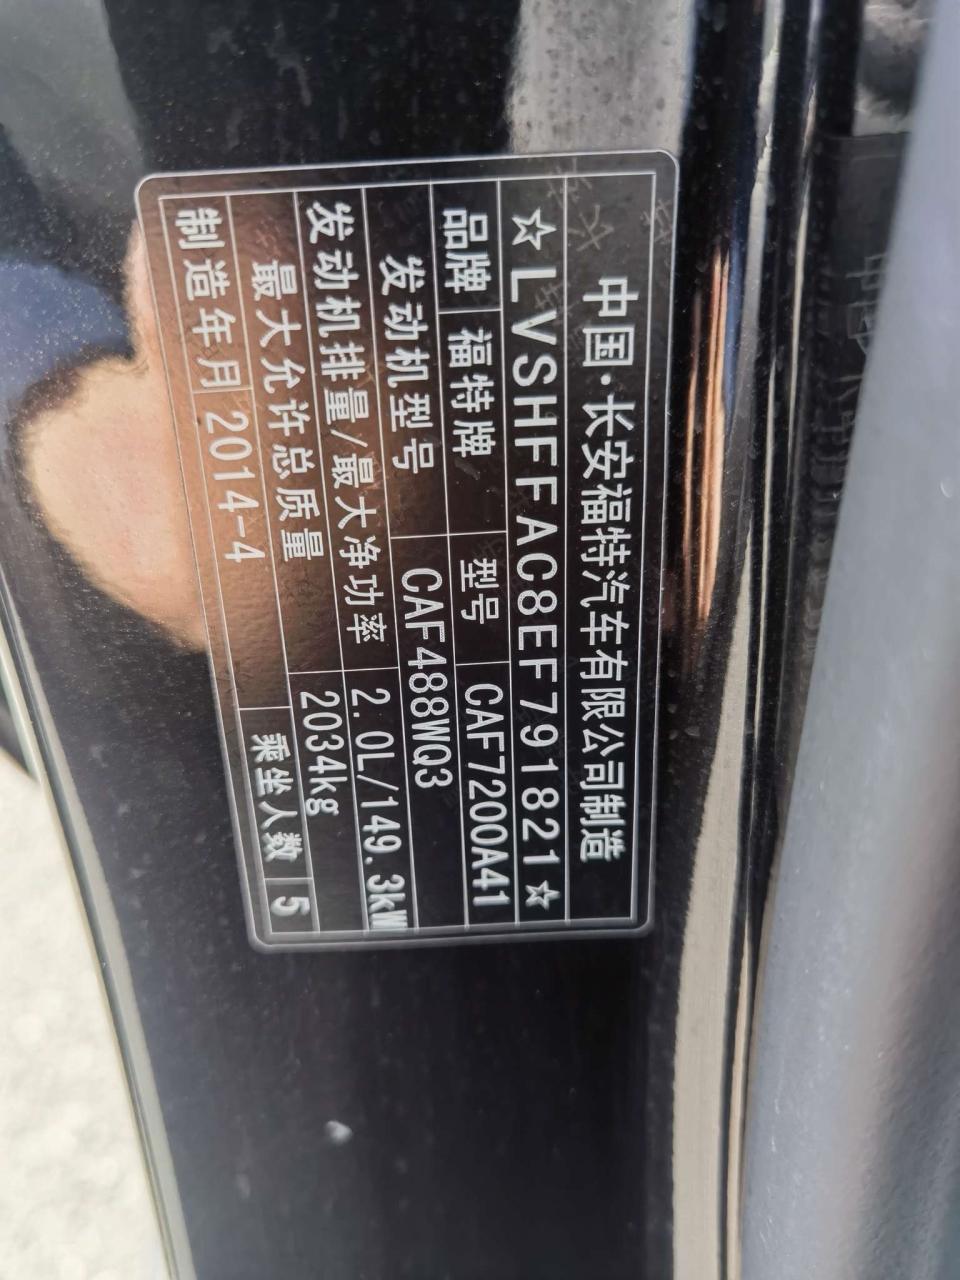 中国·长安福特汽车有限公司制造
☆LVSHFFAC8EF791821☆
品牌 福特牌 型号 CAF7200A41
发动机型号 CAF488WQ3
发动机排量/最大净功率 2.0L/149.3kW
最大允许总质量 2034kg
制造年月 2014-4 乘坐人数 5